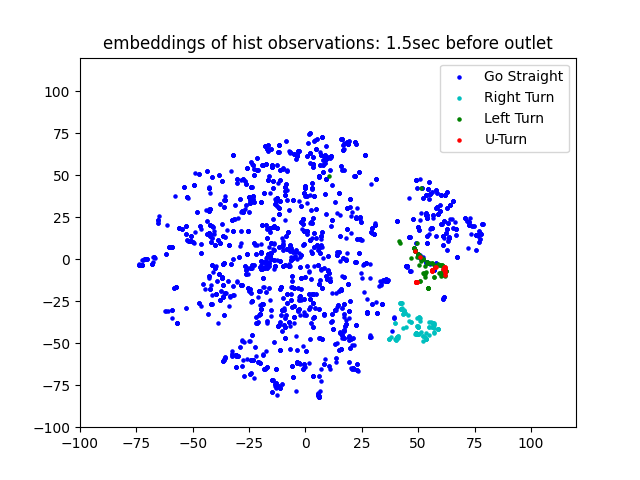 embeddings of hist observations: 1.5sec before outlet
Go Straight
Right Turn
Left Turn
U-Turn
100
75
50
25
0
−25
−50
−75
−100
−100 −75 −50 −25 0 25 50 75 100